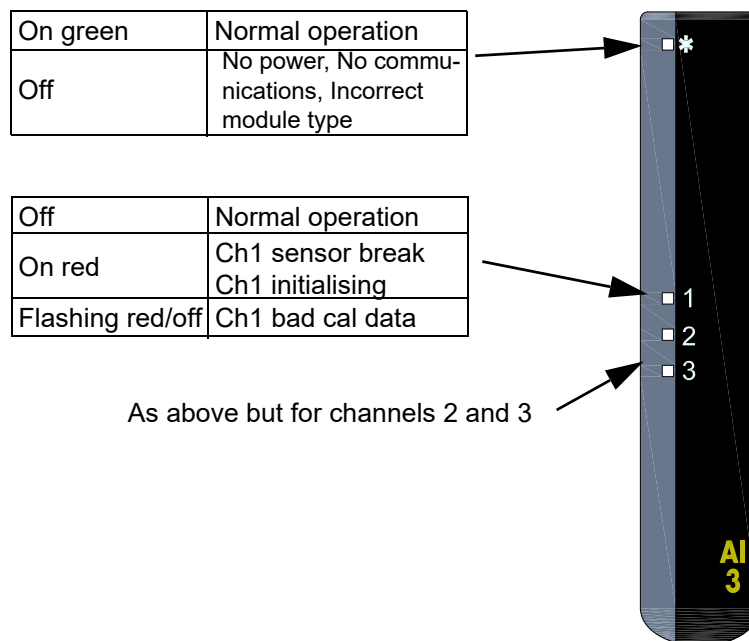 On green Normal operation
Off No power, No commu-
nications, Incorrect
module type
*
Off Normal operation
On red Ch1 sensor break
Ch1 initialising
Flashing red/off Ch1 bad cal data
1
2
3
As above but for channels 2 and 3
AI
3